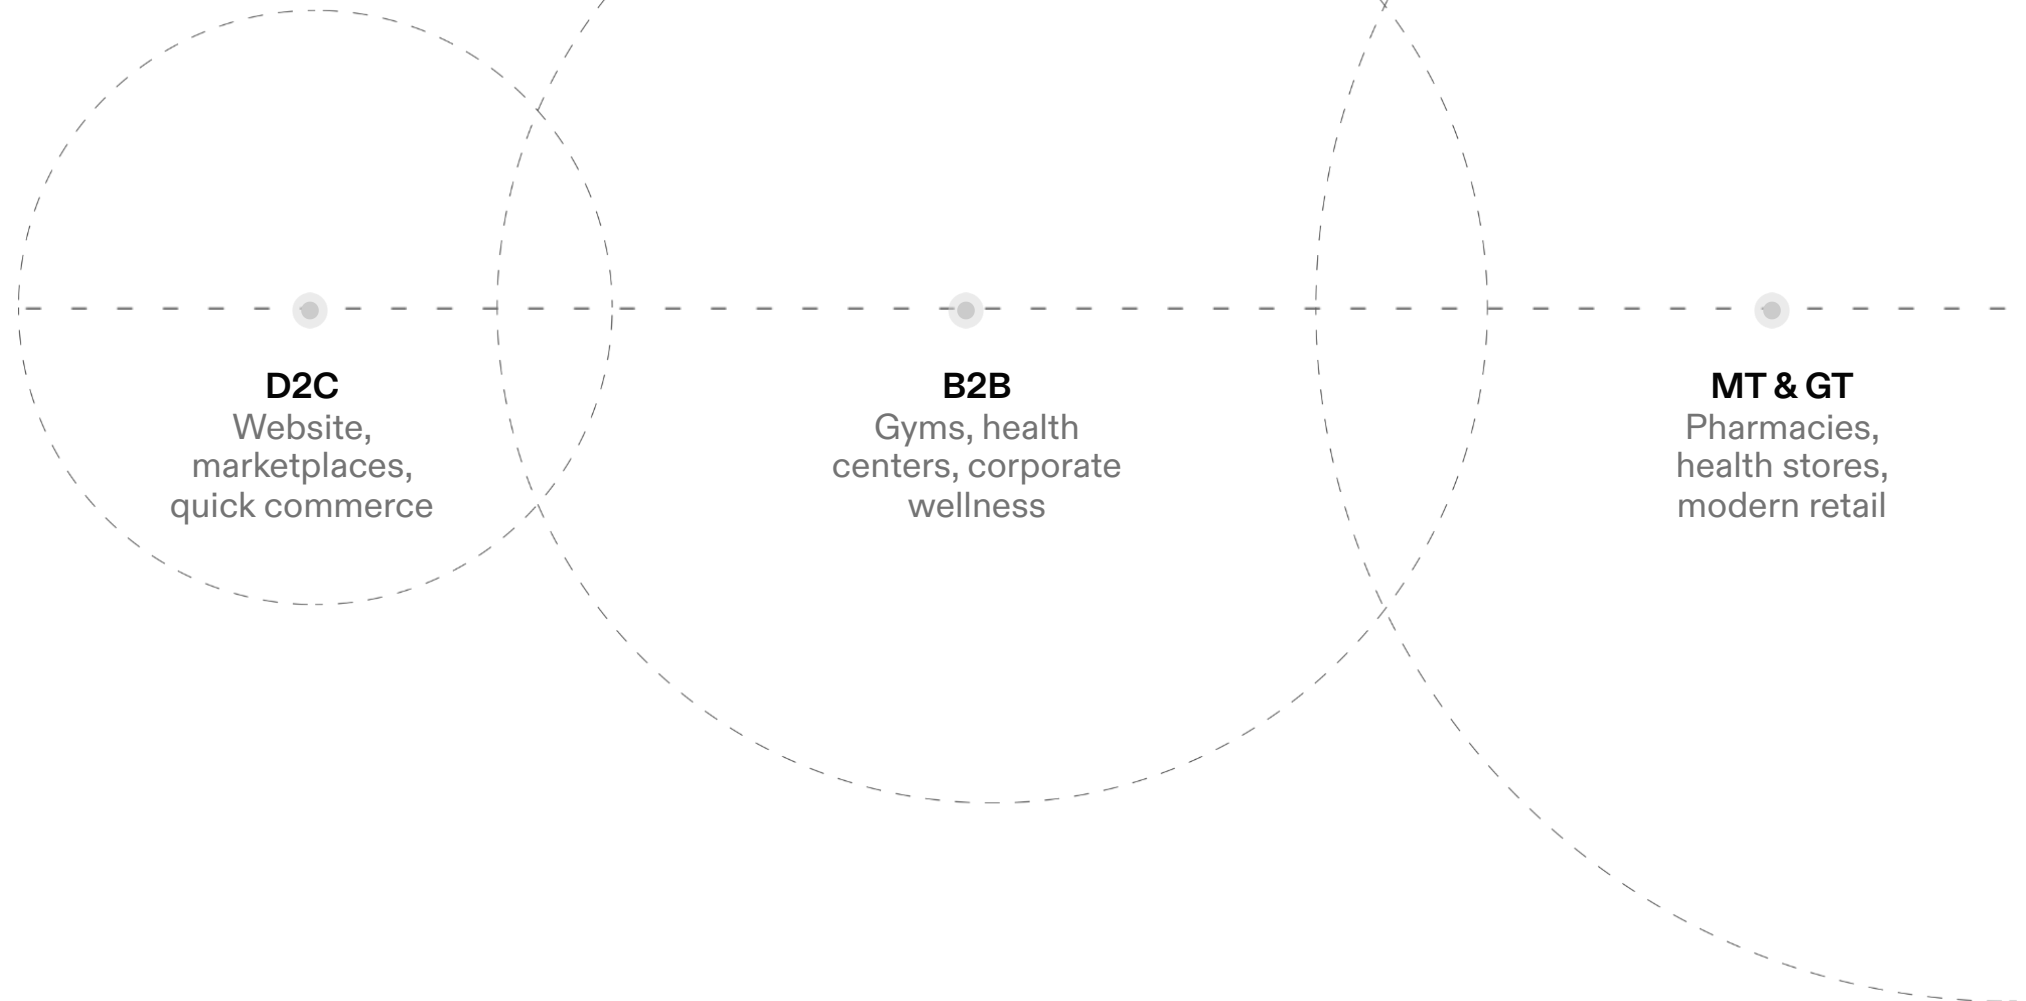 D2C
Website,
marketplaces,
quick commerce
B2B
Gyms, health
centers, corporate
wellness
MT & GT
Pharmacies,
health stores,
modern retail